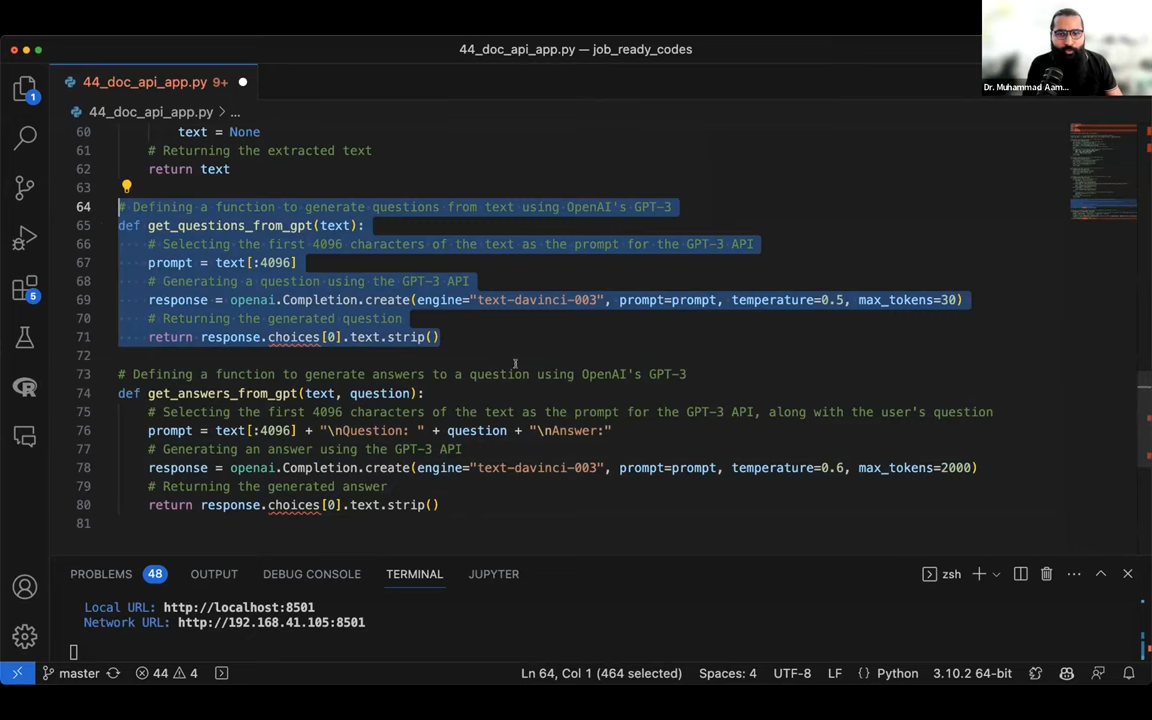 44_doc_api_app.py — job_ready_codes
Dr. Muhammad Aam...
1
44_doc_api_app.py 9+
44_doc_api_app.py > ...
60 text = None
61 # Returning the extracted text
62 return text
63
64 # Defining a function to generate questions from text using OpenAI's GPT-3
65 def get_questions_from_gpt(text):
66 # Selecting the first 4096 characters of the text as the prompt for the GPT-3 API
67 prompt = text[:4096]
68 # Generating a question using the GPT-3 API
69 response = openai.Completion.create(engine="text-davinci-003", prompt=prompt, temperature=0.5, max_tokens=30)
70 # Returning the generated question
71 return response.choices[0].text.strip()
72
73 # Defining a function to generate answers to a question using OpenAI's GPT-3
74 def get_answers_from_gpt(text, question):
75 # Selecting the first 4096 characters of the text as the prompt for the GPT-3 API, along with the user's question
76 prompt = text[:4096] + "\nQuestion: " + question + "\nAnswer:"
77 # Generating an answer using the GPT-3 API
78 response = openai.Completion.create(engine="text-davinci-003", prompt=prompt, temperature=0.6, max_tokens=2000)
79 # Returning the generated answer
80 return response.choices[0].text.strip()
81
5
R
PROBLEMS 48 OUTPUT DEBUG CONSOLE TERMINAL JUPYTER zsh
Local URL: http://localhost:8501
Network URL: http://192.168.41.105:8501
master 44 4 Ln 64, Col 1 (464 selected) Spaces: 4 UTF-8 LF { } Python 3.10.2 64-bit